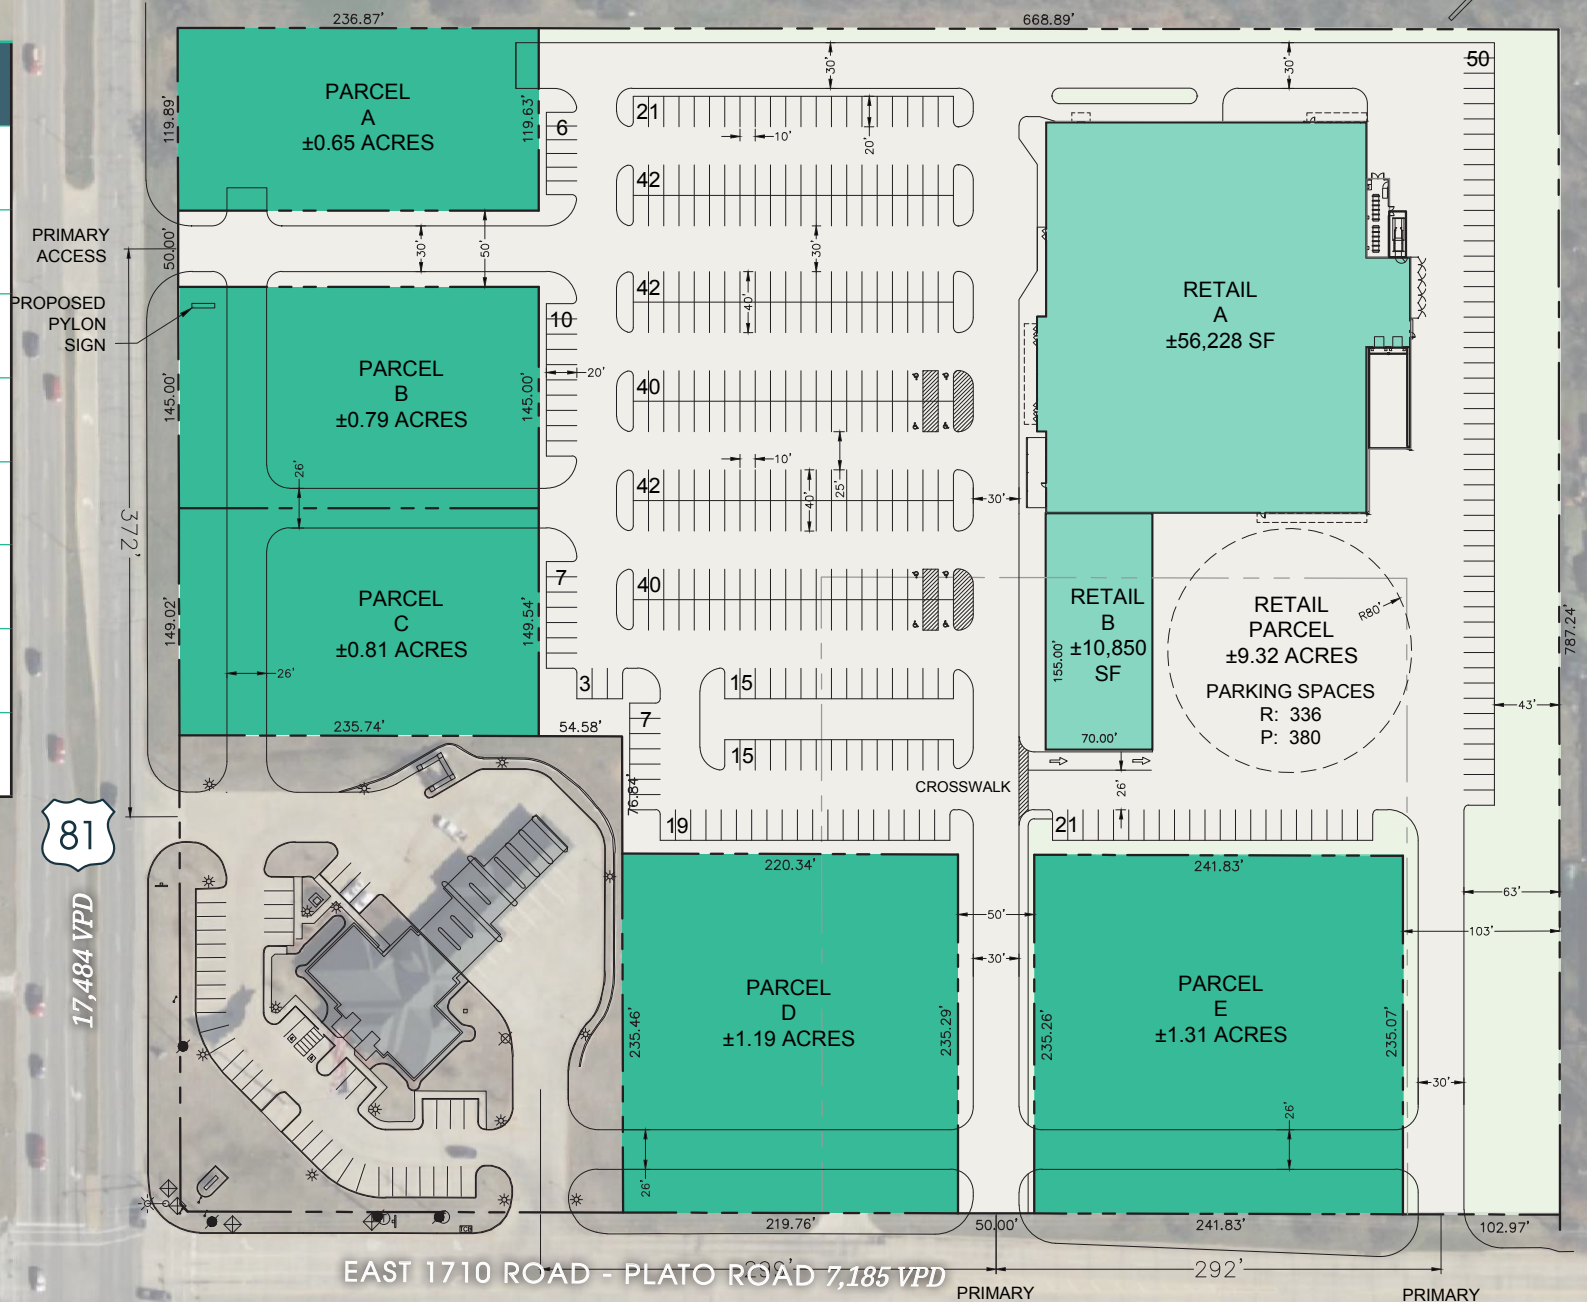 236.87'
668.89'
PARCEL
A
±0.65 ACRES
119.89'
119.63'
6
21
10'
20'
30'
30'
50
42
PRIMARY
ACCESS
50.00'
30'
50'
30'
42
40'
PROPOSED
PYLON
SIGN
10
20'
PARCEL
B
±0.79 ACRES
145.00'
145.00'
RETAIL
A
±56,228 SF
40
10'
25'
42
40'
30'
26'
372'
PARCEL
C
±0.81 ACRES
149.02'
149.54'
26'
7
40
RETAIL
B
±10,850
SF
155.00'
70.00'
RETAIL
PARCEL
±9.32 ACRES
R80'
PARKING SPACES
R: 336
P: 380
787.24'
43'
3
15
235.74'
54.58'
7
15
76.84'
CROSSWALK
26'
19
21
81
17,484 VPD
220.34'
241.83'
63'
50'
103'
30'
PARCEL
D
±1.19 ACRES
235.46'
235.29'
PARCEL
E
±1.31 ACRES
235.26'
235.07'
30'
26'
26'
219.76'
50.00'
241.83'
102.97'
EAST 1710 ROAD - PLATO ROAD 7,185 VPD
292'
PRIMARY
PRIMARY